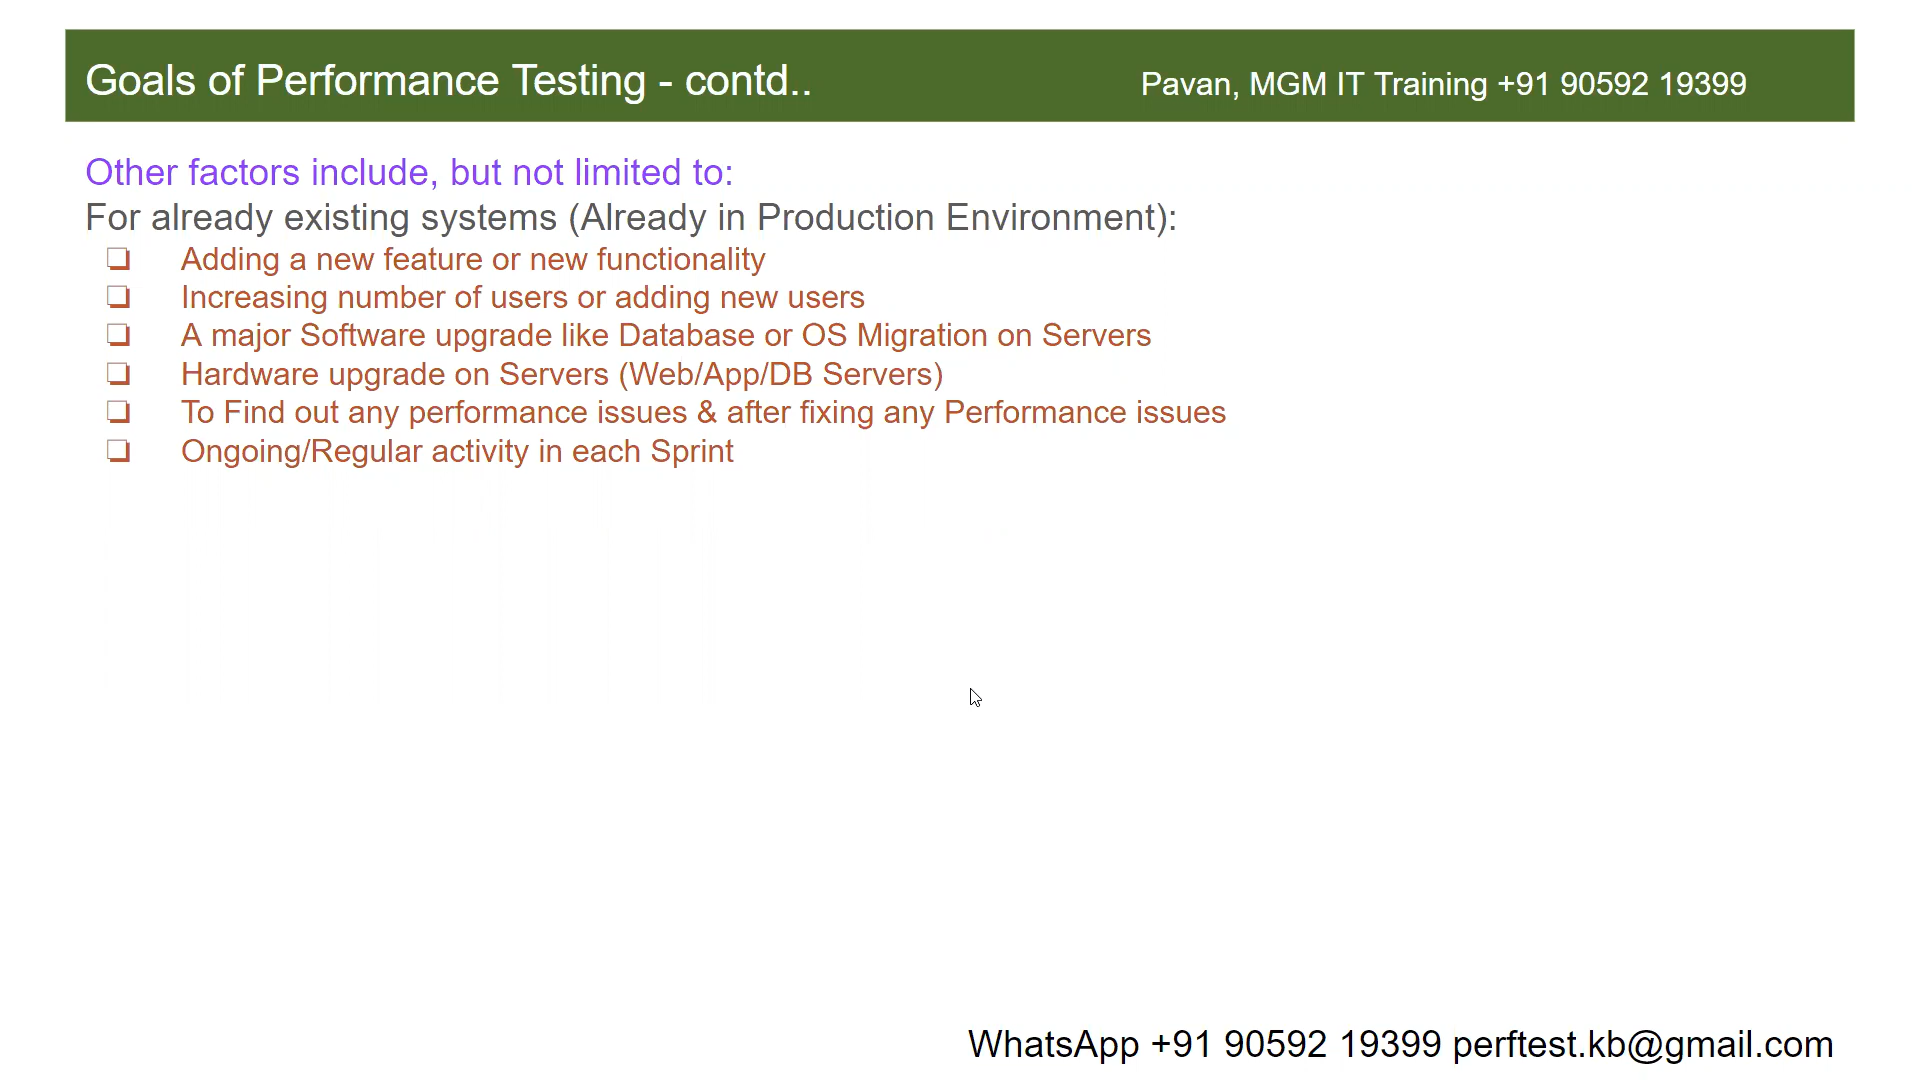 Goals of Performance Testing - contd..
Pavan, MGM IT Training +91 90592 19399
Other factors include, but not limited to:
For already existing systems (Already in Production Environment):
❏ Adding a new feature or new functionality
❏ Increasing number of users or adding new users
❏ A major Software upgrade like Database or OS Migration on Servers
❏ Hardware upgrade on Servers (Web/App/DB Servers)
❏ To Find out any performance issues & after fixing any Performance issues
❏ Ongoing/Regular activity in each Sprint
WhatsApp +91 90592 19399 perftest.kb@gmail.com